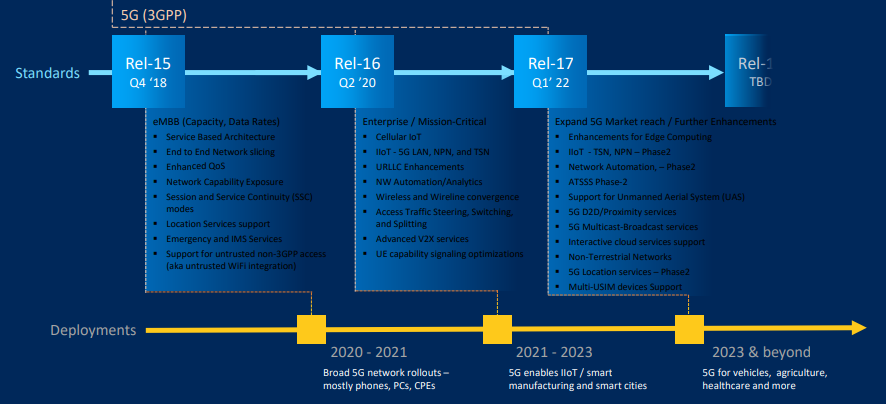 5G (3GPP)
Standards
Rel-15
Q4 ‘18
Rel-16
Q2 ’20
Rel-17
Q1’ 22
Rel-1
TBD
eMBB (Capacity, Data Rates)
▪ Service Based Architecture
▪ End to End Network slicing
▪ Enhanced QoS
▪ Network Capability Exposure
▪ Session and Service Continuity (SSC)
modes
▪ Location Services support
▪ Emergency and IMS Services
▪ Support for untrusted non-3GPP access
(aka untrusted WiFi integration)
Enterprise / Mission-Critical
▪ Cellular IoT
▪ IIoT - 5G LAN, NPN, and TSN
▪ URLLC Enhancements
▪ NW Automation/Analytics
▪ Wireless and Wireline convergence
▪ Access Traffic Steering, Switching,
and Splitting
▪ Advanced V2X services
▪ UE capability signaling optimizations
Expand 5G Market reach / Further Enhancements
▪ Enhancements for Edge Computing
▪ IIoT - TSN, NPN – Phase2
▪ Network Automation, – Phase2
▪ ATSSS Phase-2
▪ Support for Unmanned Aerial System (UAS)
▪ 5G D2D/Proximity services
▪ 5G Multicast-Broadcast services
▪ Interactive cloud services support
▪ Non-Terrestrial Networks
▪ 5G Location services – Phase2
▪ Multi-USIM devices Support
Deployments
2020 - 2021
Broad 5G network rollouts –
mostly phones, PCs, CPEs
2021 - 2023
5G enables IIoT / smart
manufacturing and smart cities
2023 & beyond
5G for vehicles, agriculture,
healthcare and more